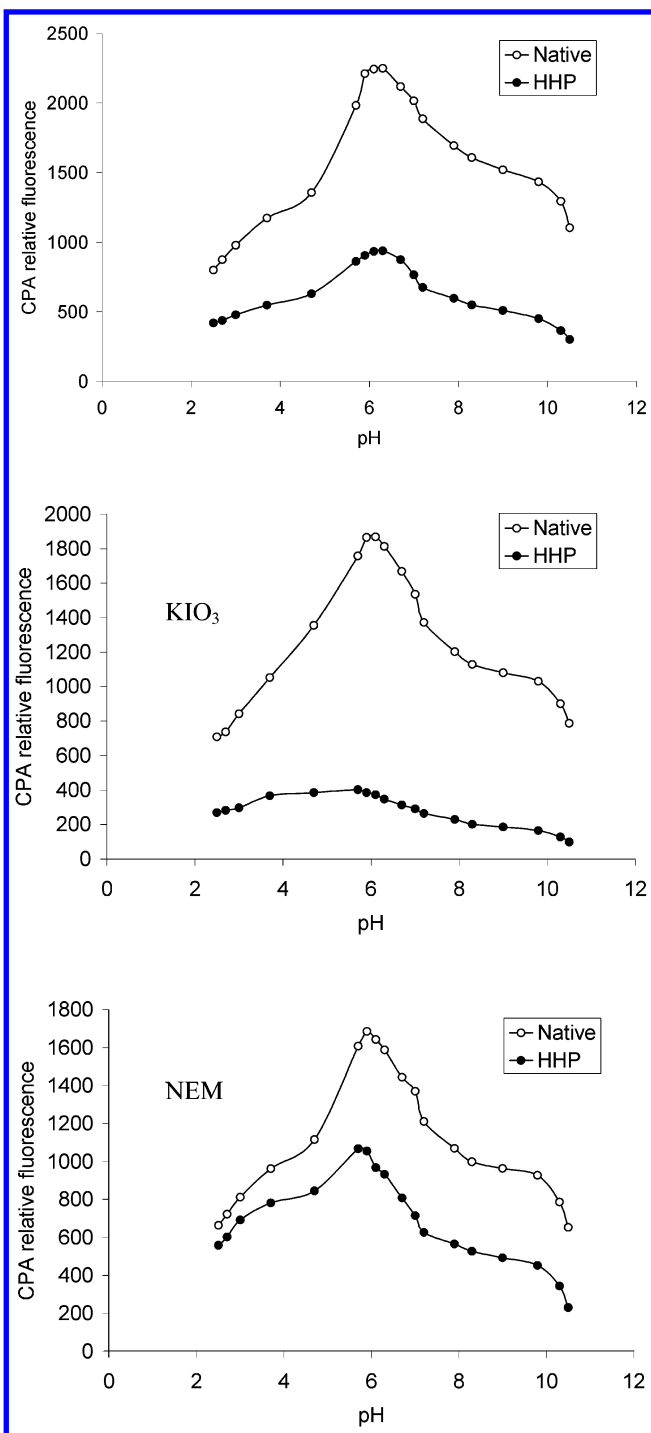 2500
2000
1500
1000
500
0
CPA relative fluorescence
Native
HHP
0 2 4 6 8 10 12
pH
2000
1800
1600
1400
1200
1000
800
600
400
200
0
CPA relative fluorescence
KIO₃
Native
HHP
0 2 4 6 8 10 12
pH
1800
1600
1400
1200
1000
800
600
400
200
0
CPA relative fluorescence
NEM
Native
HHP
0 2 4 6 8 10 12
pH